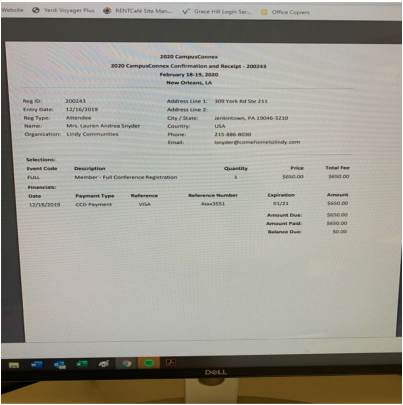 Website Yardi Voyager Plus RENTCafé Site Man... Grace Hill Login Ser... Office Copiers
2020 CampusConnex
2020 CampusConnex Confirmation and Receipt - 200243
February 18-19, 2020
New Orleans, LA
Reg ID: 200243 Address Line 1: 309 York Rd Ste 211
Entry Date: 12/16/2019 Address Line 2:
Reg Type: Attendee City / State: Jenkintown, PA 19046-3210
Name: Mrs. Lauren Andrea Snyder Country: USA
Organization: Lindy Communities Phone: 215-886-8030
Email: lsnyder@comehometolindy.com
Selections:
Event Code Description Quantity Price Total Fee
FULL Member - Full Conference Registration 1 $650.00 $650.00
Financials:
Date Payment Type Reference Reference Number Expiration Amount
12/16/2019 CCD Payment VISA 4xxx3551 01/21 $650.00
Amount Due: $650.00
Amount Paid: $650.00
Balance Due: $0.00
DELL